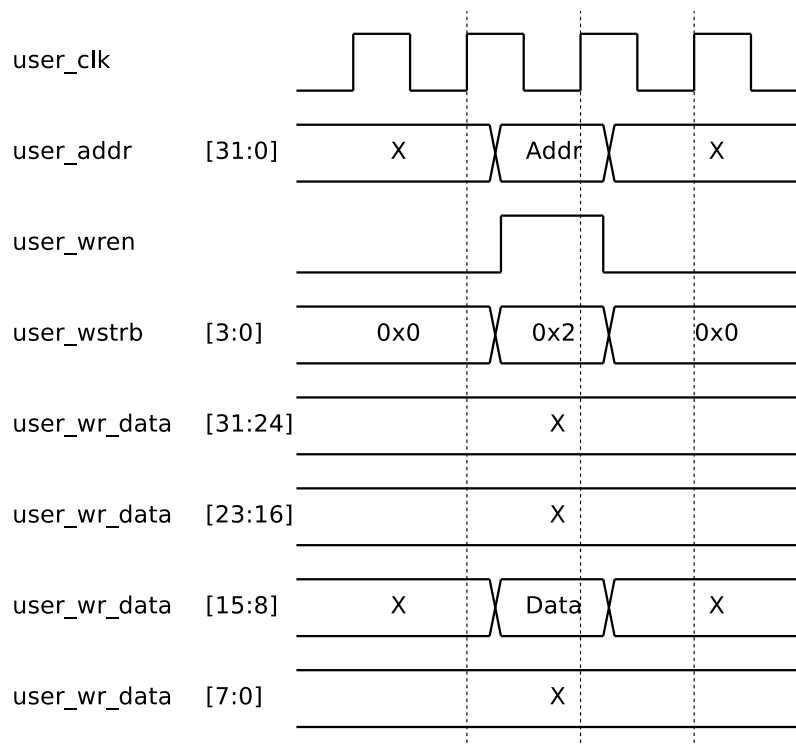 user_clk
user_addr [31:0] X Addr X
user_wren
user_wstrb [3:0] 0x0 0x2 0x0
user_wr_data [31:24] X
user_wr_data [23:16] X
user_wr_data [15:8] X Data X
user_wr_data [7:0] X